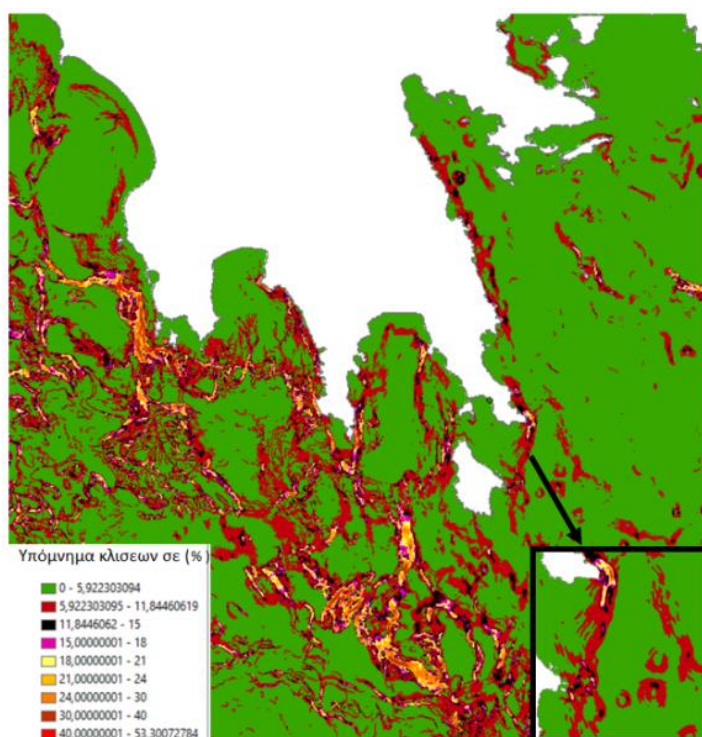 Υπόμνημα κλισεων σε (%)
0 - 5,922303094
5,922303095 - 11,84460619
11,8446062 - 15
15,00000001 - 18
18,00000001 - 21
21,00000001 - 24
24,00000001 - 30
30,00000001 - 40
40,00000001 - 53,30072784